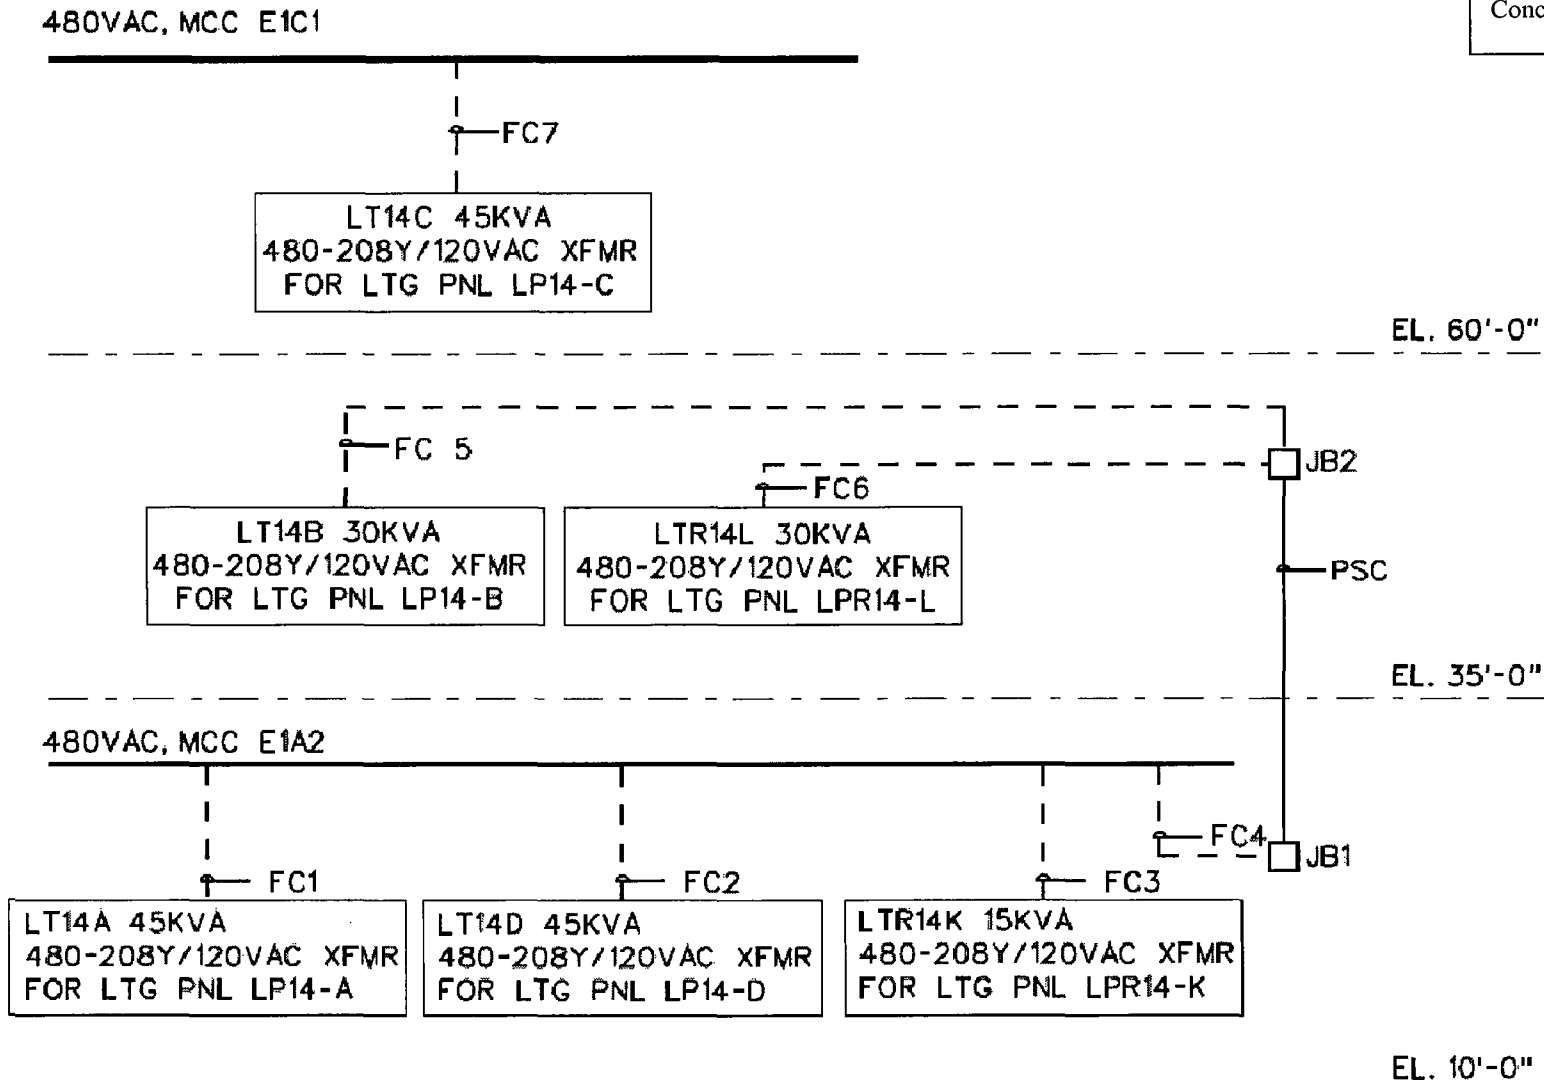 480VAC, MCC E1C1
Conc
FC7
LT14C 45KVA
480-208Y/120VAC XFMR
FOR LTG PNL LP14-C
EL. 60'-0"
FC 5
JB2
FC6
LT14B 30KVA
480-208Y/120VAC XFMR
FOR LTG PNL LP14-B
LTR14L 30KVA
480-208Y/120VAC XFMR
FOR LTG PNL LPR14-L
PSC
EL. 35'-0"
480VAC, MCC E1A2
FC4
JB1
FC1
FC2
FC3
LT14A 45KVA
480-208Y/120VAC XFMR
FOR LTG PNL LP14-A
LT14D 45KVA
480-208Y/120VAC XFMR
FOR LTG PNL LP14-D
LTR14K 15KVA
480-208Y/120VAC XFMR
FOR LTG PNL LPR14-K
EL. 10'-0"